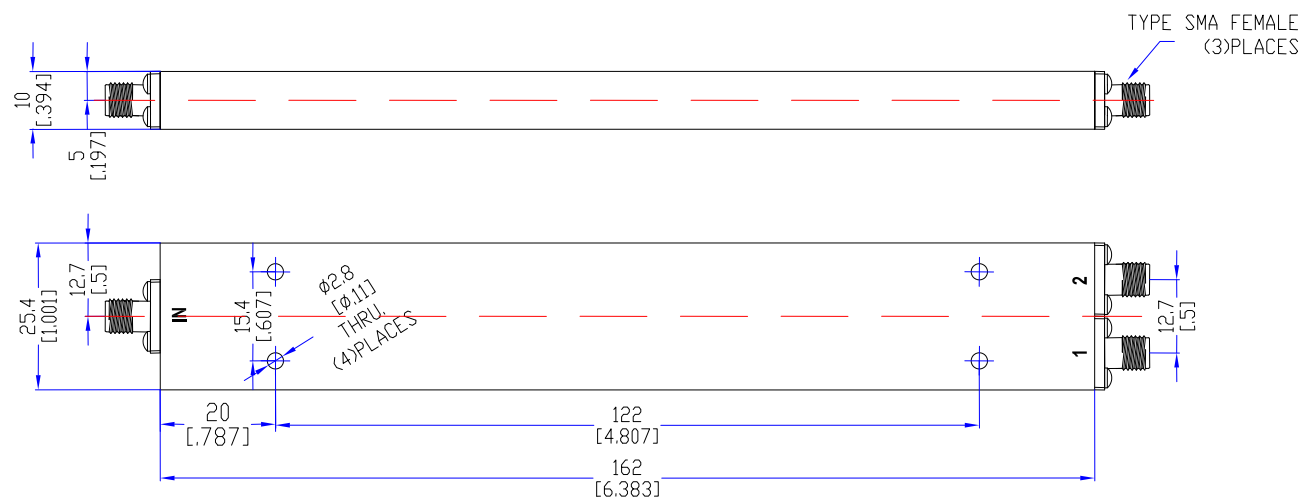 TYPE SMA FEMALE
(3)PLACES
10
[.394]
5
[.197]
25.4
[1.001]
12.7
[.5]
IN
15.4
[.607]
Ø2.8
[Ø.11]
THRU,
(4)PLACES
2
1
12.7
[.5]
20
[.787]
122
[4.807]
162
[6.383]